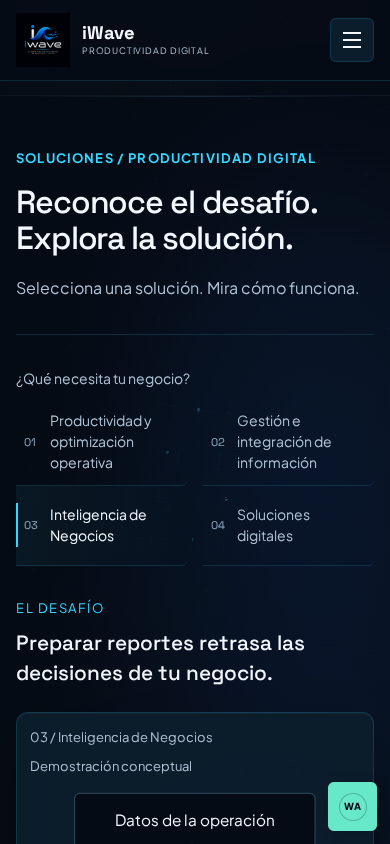 iwave
iWave
PRODUCTIVIDAD DIGITAL
SOLUCIONES / PRODUCTIVIDAD DIGITAL
Reconoce el desafío.
Explora la solución.
Selecciona una solución. Mira cómo funciona.
¿Qué necesita tu negocio?
01
Productividad y
optimización
operativa
02
Gestión e
integración de
información
03
Inteligencia de
Negocios
04
Soluciones
digitales
EL DESAFÍO
Preparar reportes retrasa las
decisiones de tu negocio.
03 / Inteligencia de Negocios
Demostración conceptual
Datos de la operación
WA